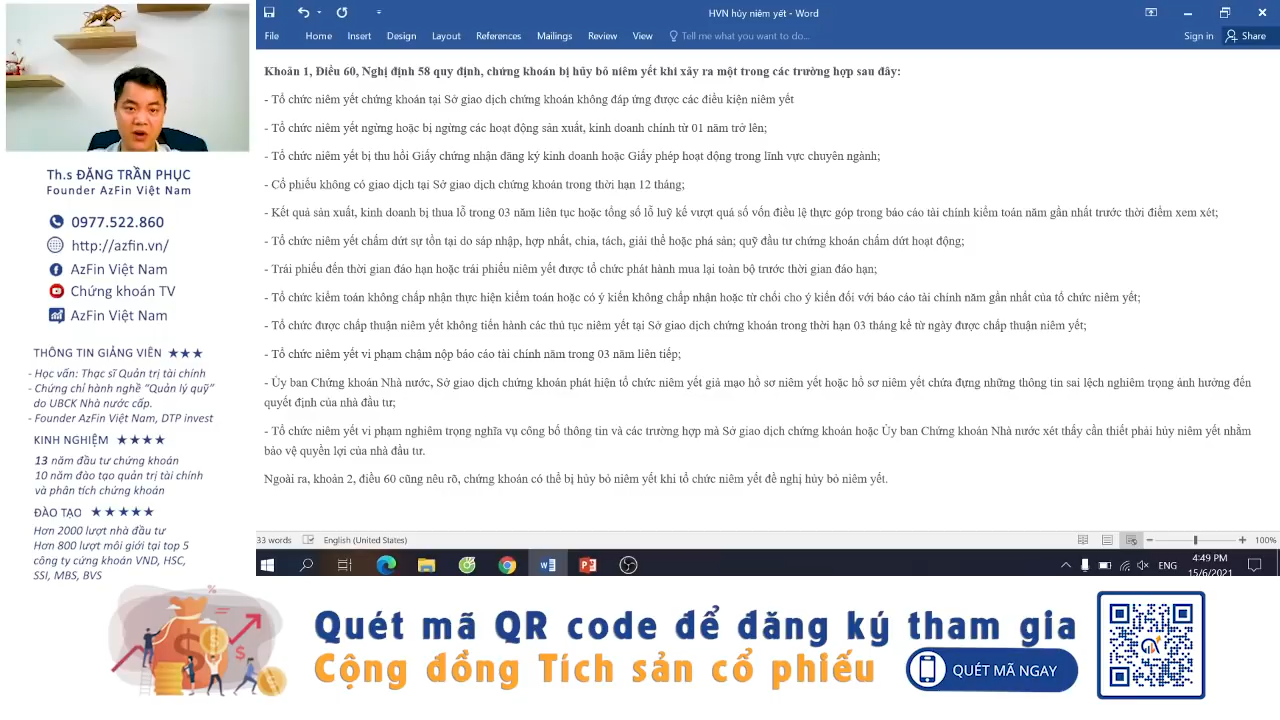 Th.s ĐẶNG TRẦN PHỤC
Founder AzFin Việt Nam
0977.522.860
http://azfin.vn/
AzFin Việt Nam
Chứng khoán TV
AzFin Việt Nam
THÔNG TIN GIẢNG VIÊN ★★★
- Học vấn: Thạc sĩ Quản trị tài chính
- Chứng chỉ hành nghề “Quản lý quỹ”
do UBCK Nhà nước cấp.
- Founder AzFin Việt Nam, DTP invest
KINH NGHIỆM ★★★★
13 năm đầu tư chứng khoán
10 năm đào tạo quản trị tài chính
và phân tích chứng khoán
ĐÀO TẠO ★★★★★
Hơn 2000 lượt nhà đầu tư
Hơn 800 lượt môi giới tại top 5
công ty cứng khoán VND, HSC,
SSI, MBS, BVS
HVN hủy niêm yết - Word
File Home Insert Design Layout References Mailings Review View Tell me what you want to do... Sign in Share
Khoản 1, Điều 60, Nghị định 58 quy định, chứng khoán bị hủy bỏ niêm yết khi xảy ra một trong các trường hợp sau đây:
- Tổ chức niêm yết chứng khoán tại Sở giao dịch chứng khoán không đáp ứng được các điều kiện niêm yết
- Tổ chức niêm yết ngừng hoặc bị ngừng các hoạt động sản xuất, kinh doanh chính từ 01 năm trở lên;
- Tổ chức niêm yết bị thu hồi Giấy chứng nhận đăng ký kinh doanh hoặc Giấy phép hoạt động trong lĩnh vực chuyên ngành;
- Cổ phiếu không có giao dịch tại Sở giao dịch chứng khoán trong thời hạn 12 tháng;
- Kết quả sản xuất, kinh doanh bị thua lỗ trong 03 năm liên tục hoặc tổng số lỗ luỹ kế vượt quá số vốn điều lệ thực góp trong báo cáo tài chính kiểm toán năm gần nhất trước thời điểm xem xét;
- Tổ chức niêm yết chấm dứt sự tồn tại do sáp nhập, hợp nhất, chia, tách, giải thể hoặc phá sản; quỹ đầu tư chứng khoán chấm dứt hoạt động;
- Trái phiếu đến thời gian đáo hạn hoặc trái phiếu niêm yết được tổ chức phát hành mua lại toàn bộ trước thời gian đáo hạn;
- Tổ chức kiểm toán không chấp nhận thực hiện kiểm toán hoặc có ý kiến không chấp nhận hoặc từ chối cho ý kiến đối với báo cáo tài chính năm gần nhất của tổ chức niêm yết;
- Tổ chức được chấp thuận niêm yết không tiến hành các thủ tục niêm yết tại Sở giao dịch chứng khoán trong thời hạn 03 tháng kể từ ngày được chấp thuận niêm yết;
- Tổ chức niêm yết vi phạm chậm nộp báo cáo tài chính năm trong 03 năm liên tiếp;
- Ủy ban Chứng khoán Nhà nước, Sở giao dịch chứng khoán phát hiện tổ chức niêm yết giả mạo hồ sơ niêm yết hoặc hồ sơ niêm yết chứa đựng những thông tin sai lệch nghiêm trọng ảnh hưởng đến
quyết định của nhà đầu tư;
- Tổ chức niêm yết vi phạm nghiêm trọng nghĩa vụ công bố thông tin và các trường hợp mà Sở giao dịch chứng khoán hoặc Ủy ban Chứng khoán Nhà nước xét thấy cần thiết phải hủy niêm yết nhằm
bảo vệ quyền lợi của nhà đầu tư.
Ngoài ra, khoản 2, điều 60 cũng nêu rõ, chứng khoán có thể bị hủy bỏ niêm yết khi tổ chức niêm yết đề nghị hủy bỏ niêm yết.
33 words English (United States) 100%
ENG 4:49 PM
15/6/2021
Quét mã QR code để đăng ký tham gia
Cộng đồng Tích sản cổ phiếu
QUÉT MÃ NGAY